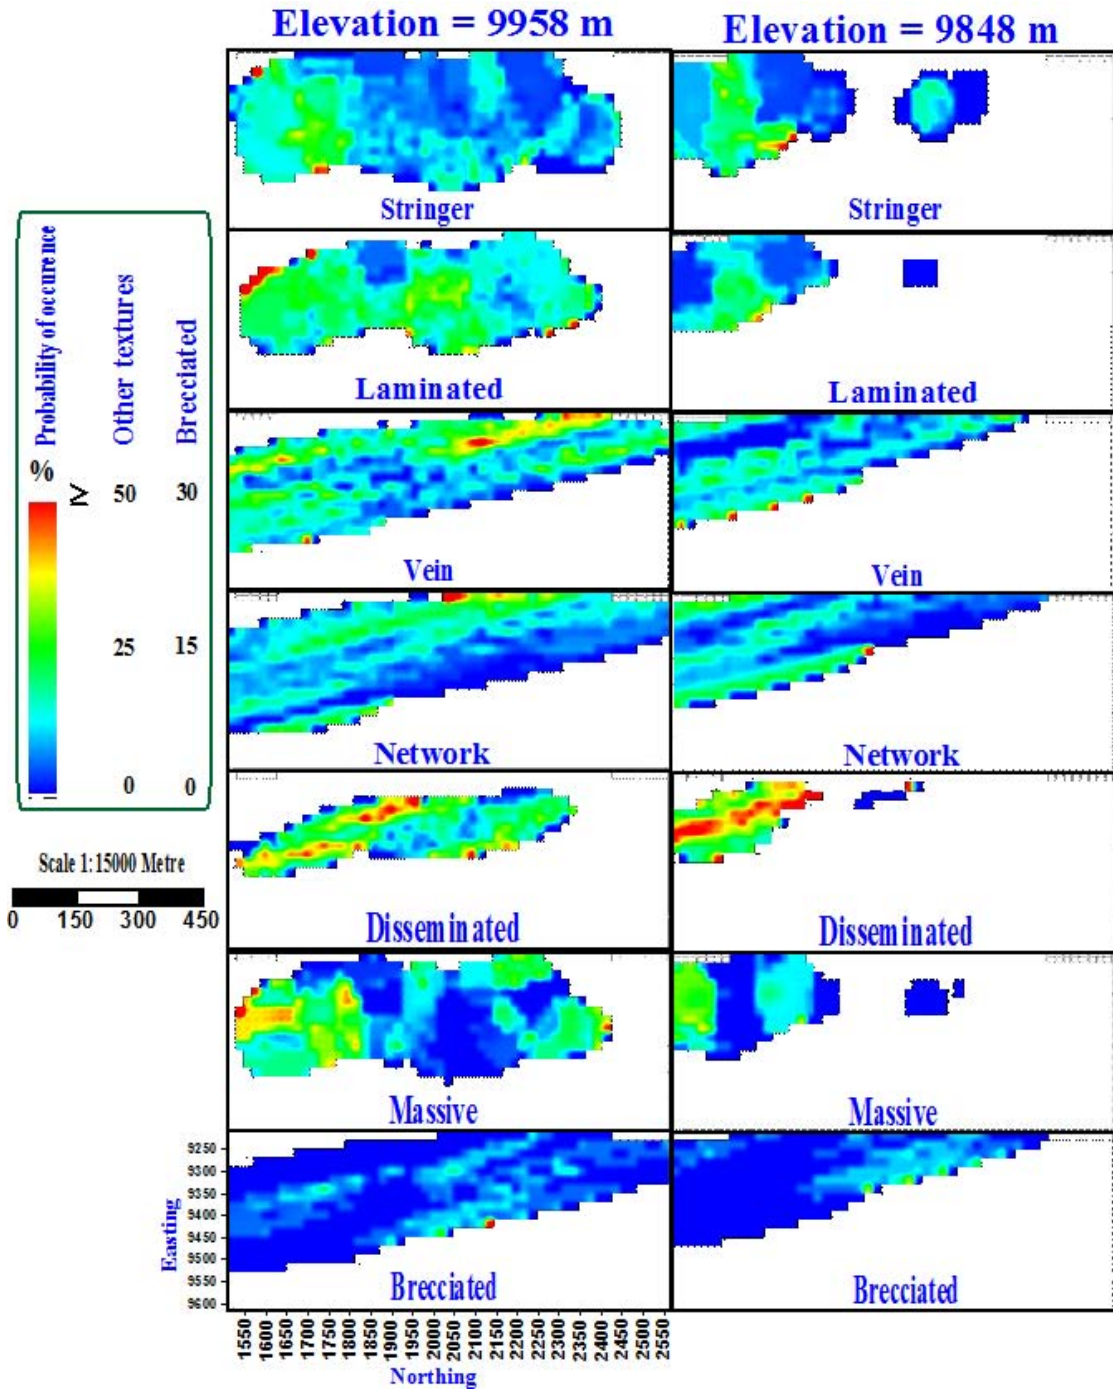 Elevation = 9958 m
Elevation = 9848 m
Stringer
Stringer
Laminated
Laminated
Vein
Vein
Network
Network
Disseminated
Disseminated
Massive
Massive
Brecciated
Brecciated
Probability of occurence
Other textures
Brecciated
%
≥ 50 30
25 15
0 0
Scale 1:15000 Metre
0 150 300 450
Easting
9250
9300
9350
9400
9450
9500
9550
9600
1550 1600 1700 1750 1800 1850 1900 1950 2000 2050 2100 2150 2200 2250 2300 2350 2400 2450 2500 2550
Northing